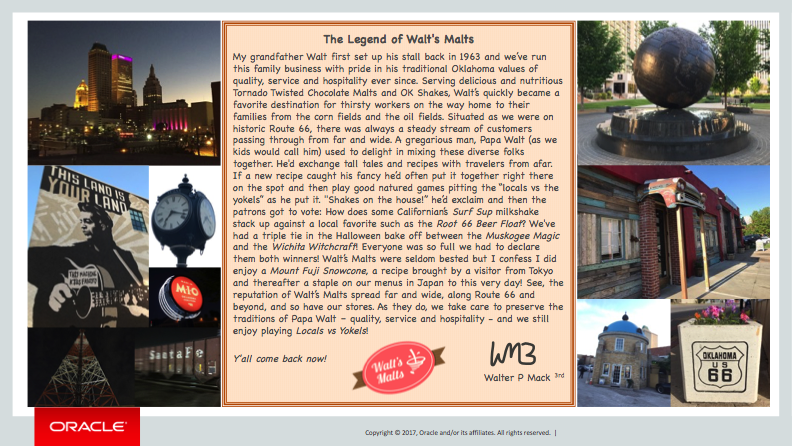 The Legend of Walt's Malts
My grandfather Walt first set up his stall back in 1963 and we've run
this family business with pride in his traditional Oklahoma values of
quality, service and hospitality ever since. Serving delicious and nutritious
Tornado Twisted Chocolate Malts and OK Shakes, Walt's quickly became a
favorite destination for thirsty workers on the way home to their
families from the corn fields and the oil fields. Situated as we were on
historic Route 66, there was always a steady stream of customers
passing through from far and wide. A gregarious man, Papa Walt (as we
kids would call him) used to delight in mixing these diverse folks
together. He'd exchange tall tales and recipes with travelers from afar.
If a new recipe caught his fancy he'd often put it together right there
on the spot and then play good natured games pitting the "locals vs the
yokels" as he put it. "Shakes on the house!" he'd exclaim and then the
patrons got to vote: How does some Californian's Surf Sup milkshake
stack up against a local favorite such as the Root 66 Beer Float? We've
had a triple tie in the Halloween bake off between the Muskogee Magic
and the Wichita Witchcraft! Everyone was so full we had to declare
them both winners! Walt's Malts were seldom bested but I confess I did
enjoy a Mount Fuji Snowcone, a recipe brought by a visitor from Tokyo
and thereafter a staple on our menus in Japan to this very day! See, the
reputation of Walt's Malts spread far and wide, along Route 66 and
beyond, and so have our stores. As they do, we take care to preserve the
traditions of Papa Walt – quality, service and hospitality – and we still
enjoy playing Locals vs Yokels!
Y'all come back now!
Walt's
Malts
WMB
Walter P Mack 3rd
THIS LAND IS
YOUR LAND
THIS MACHINE
KILLS FASCISTS
Mio
Santa Fe
OKLAHOMA
US
66
ORACLE
Copyright © 2017, Oracle and/or its affiliates. All rights reserved. |